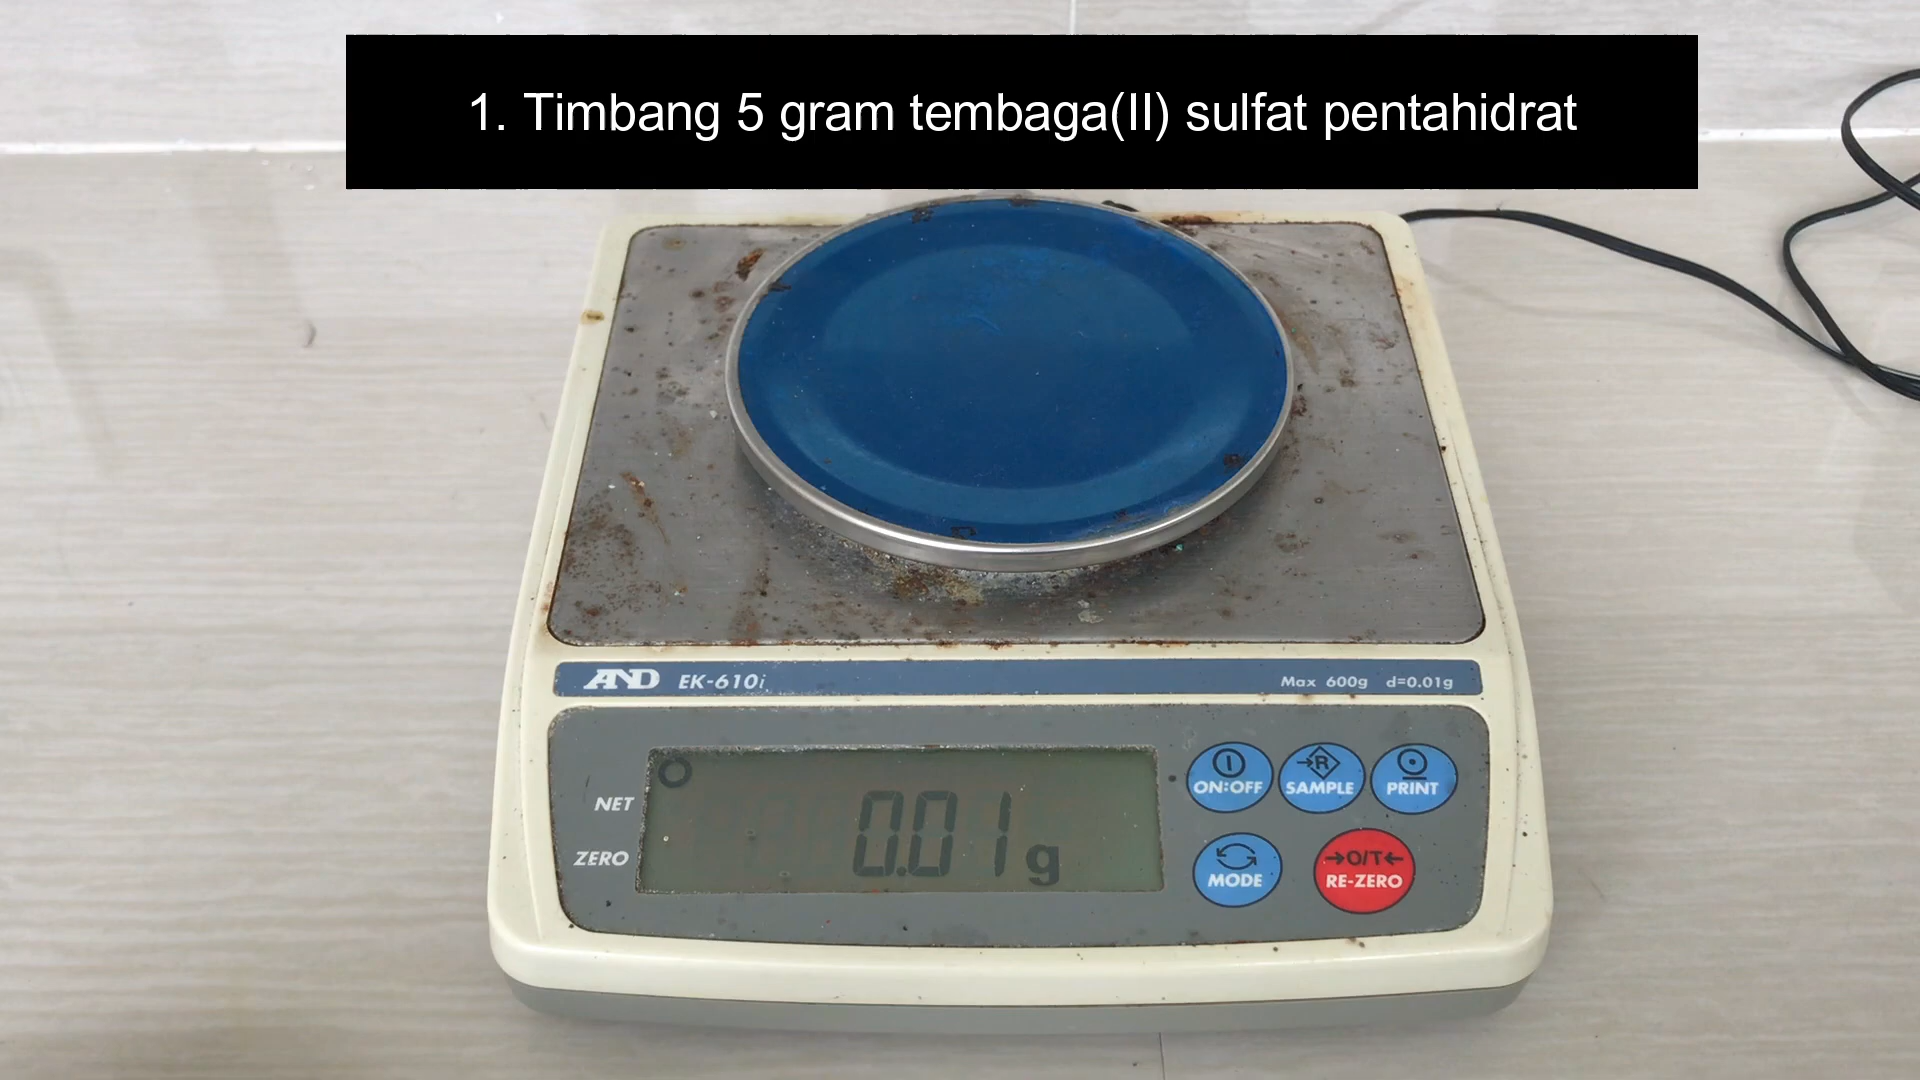 1. Timbang 5 gram tembaga(II) sulfat pentahidrat
AND EK-610i
Max 600g d=0.01g
NET
ZERO
0.01 g
ON:OFF
SAMPLE
PRINT
MODE
→O/T←
RE-ZERO